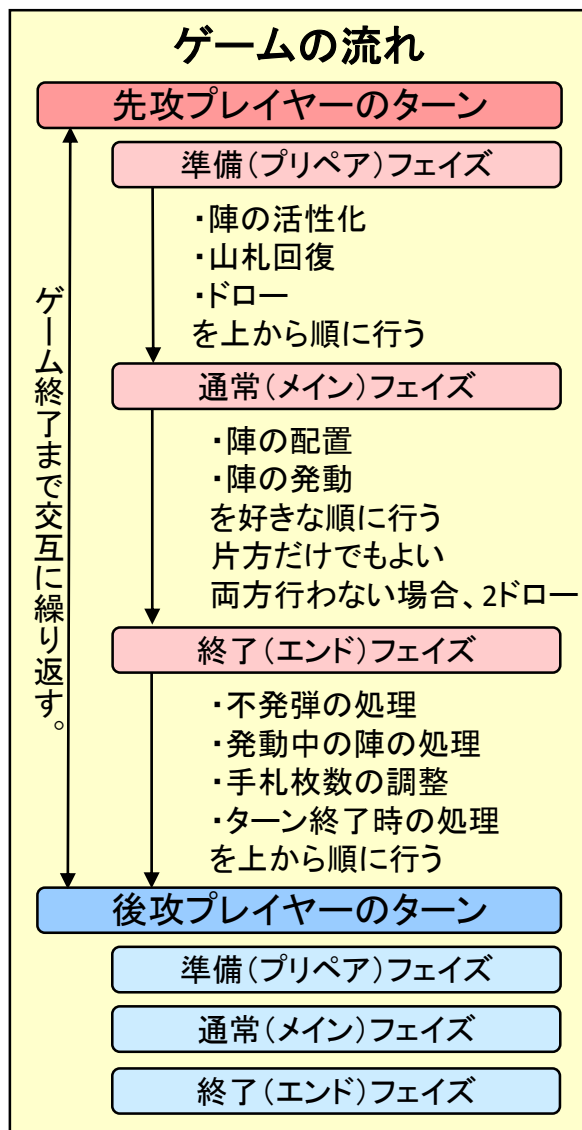 ゲームの流れ
先攻プレイヤーのターン
準備(プリペア)フェイズ
・陣の活性化
・山札回復
・ドロー
を上から順に行う
通常(メイン)フェイズ
・陣の配置
・陣の発動
を好きな順に行う
片方だけでもよい
両方行わない場合、2ドロー
終了(エンド)フェイズ
・不発弾の処理
・発動中の陣の処理
・手札枚数の調整
・ターン終了時の処理
を上から順に行う
ゲーム終了まで交互に繰り返す。
後攻プレイヤーのターン
準備(プリペア)フェイズ
通常(メイン)フェイズ
終了(エンド)フェイズ